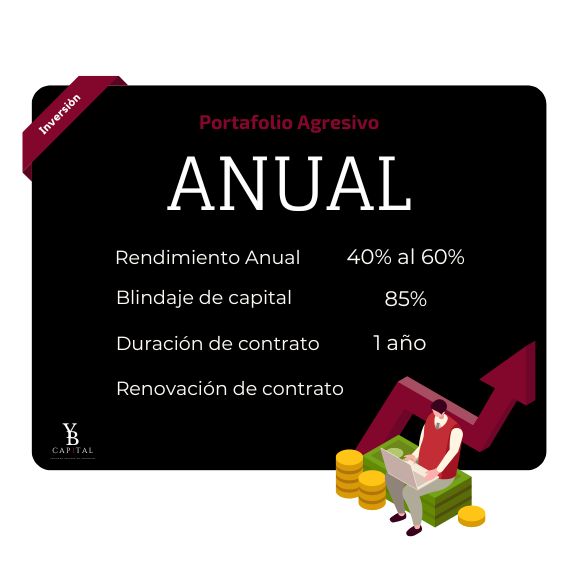 Inversión
Portafolio Agresivo
ANUAL
Rendimiento Anual 40% al 60%
Blindaje de capital 85%
Duración de contrato 1 año
Renovación de contrato
YB
CAPITAL